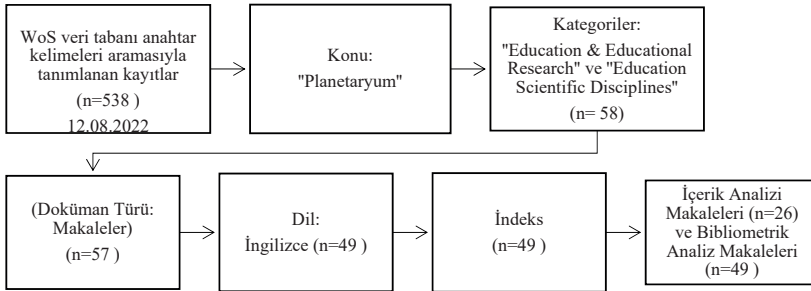 WoS veri tabanı anahtar
kelimeleri aramasıyla
tanımlanan kayıtlar
(n=538 )
12.08.2022
Konu:
"Planetaryum"
Kategoriler:
"Education & Educational
Research" ve "Education
Scientific Disciplines"
(n= 58)
(Doküman Türü:
Makaleler)
(n=57 )
Dil:
İngilizce (n=49 )
İndeks
(n=49 )
İçerik Analizi
Makaleleri (n=26)
ve Bibliometrik
Analiz Makaleleri
(n=49 )